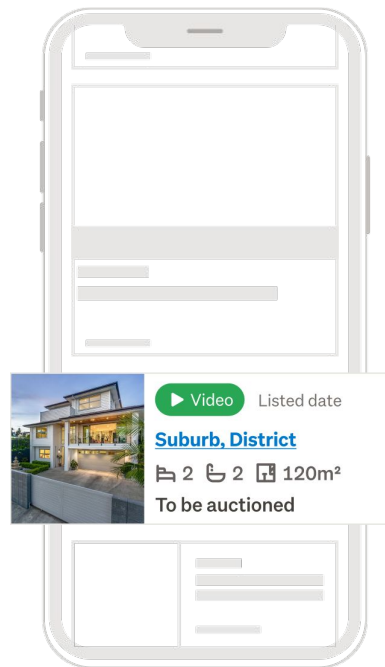 Video Listed date
Suburb, District
2 2 120m²
To be auctioned